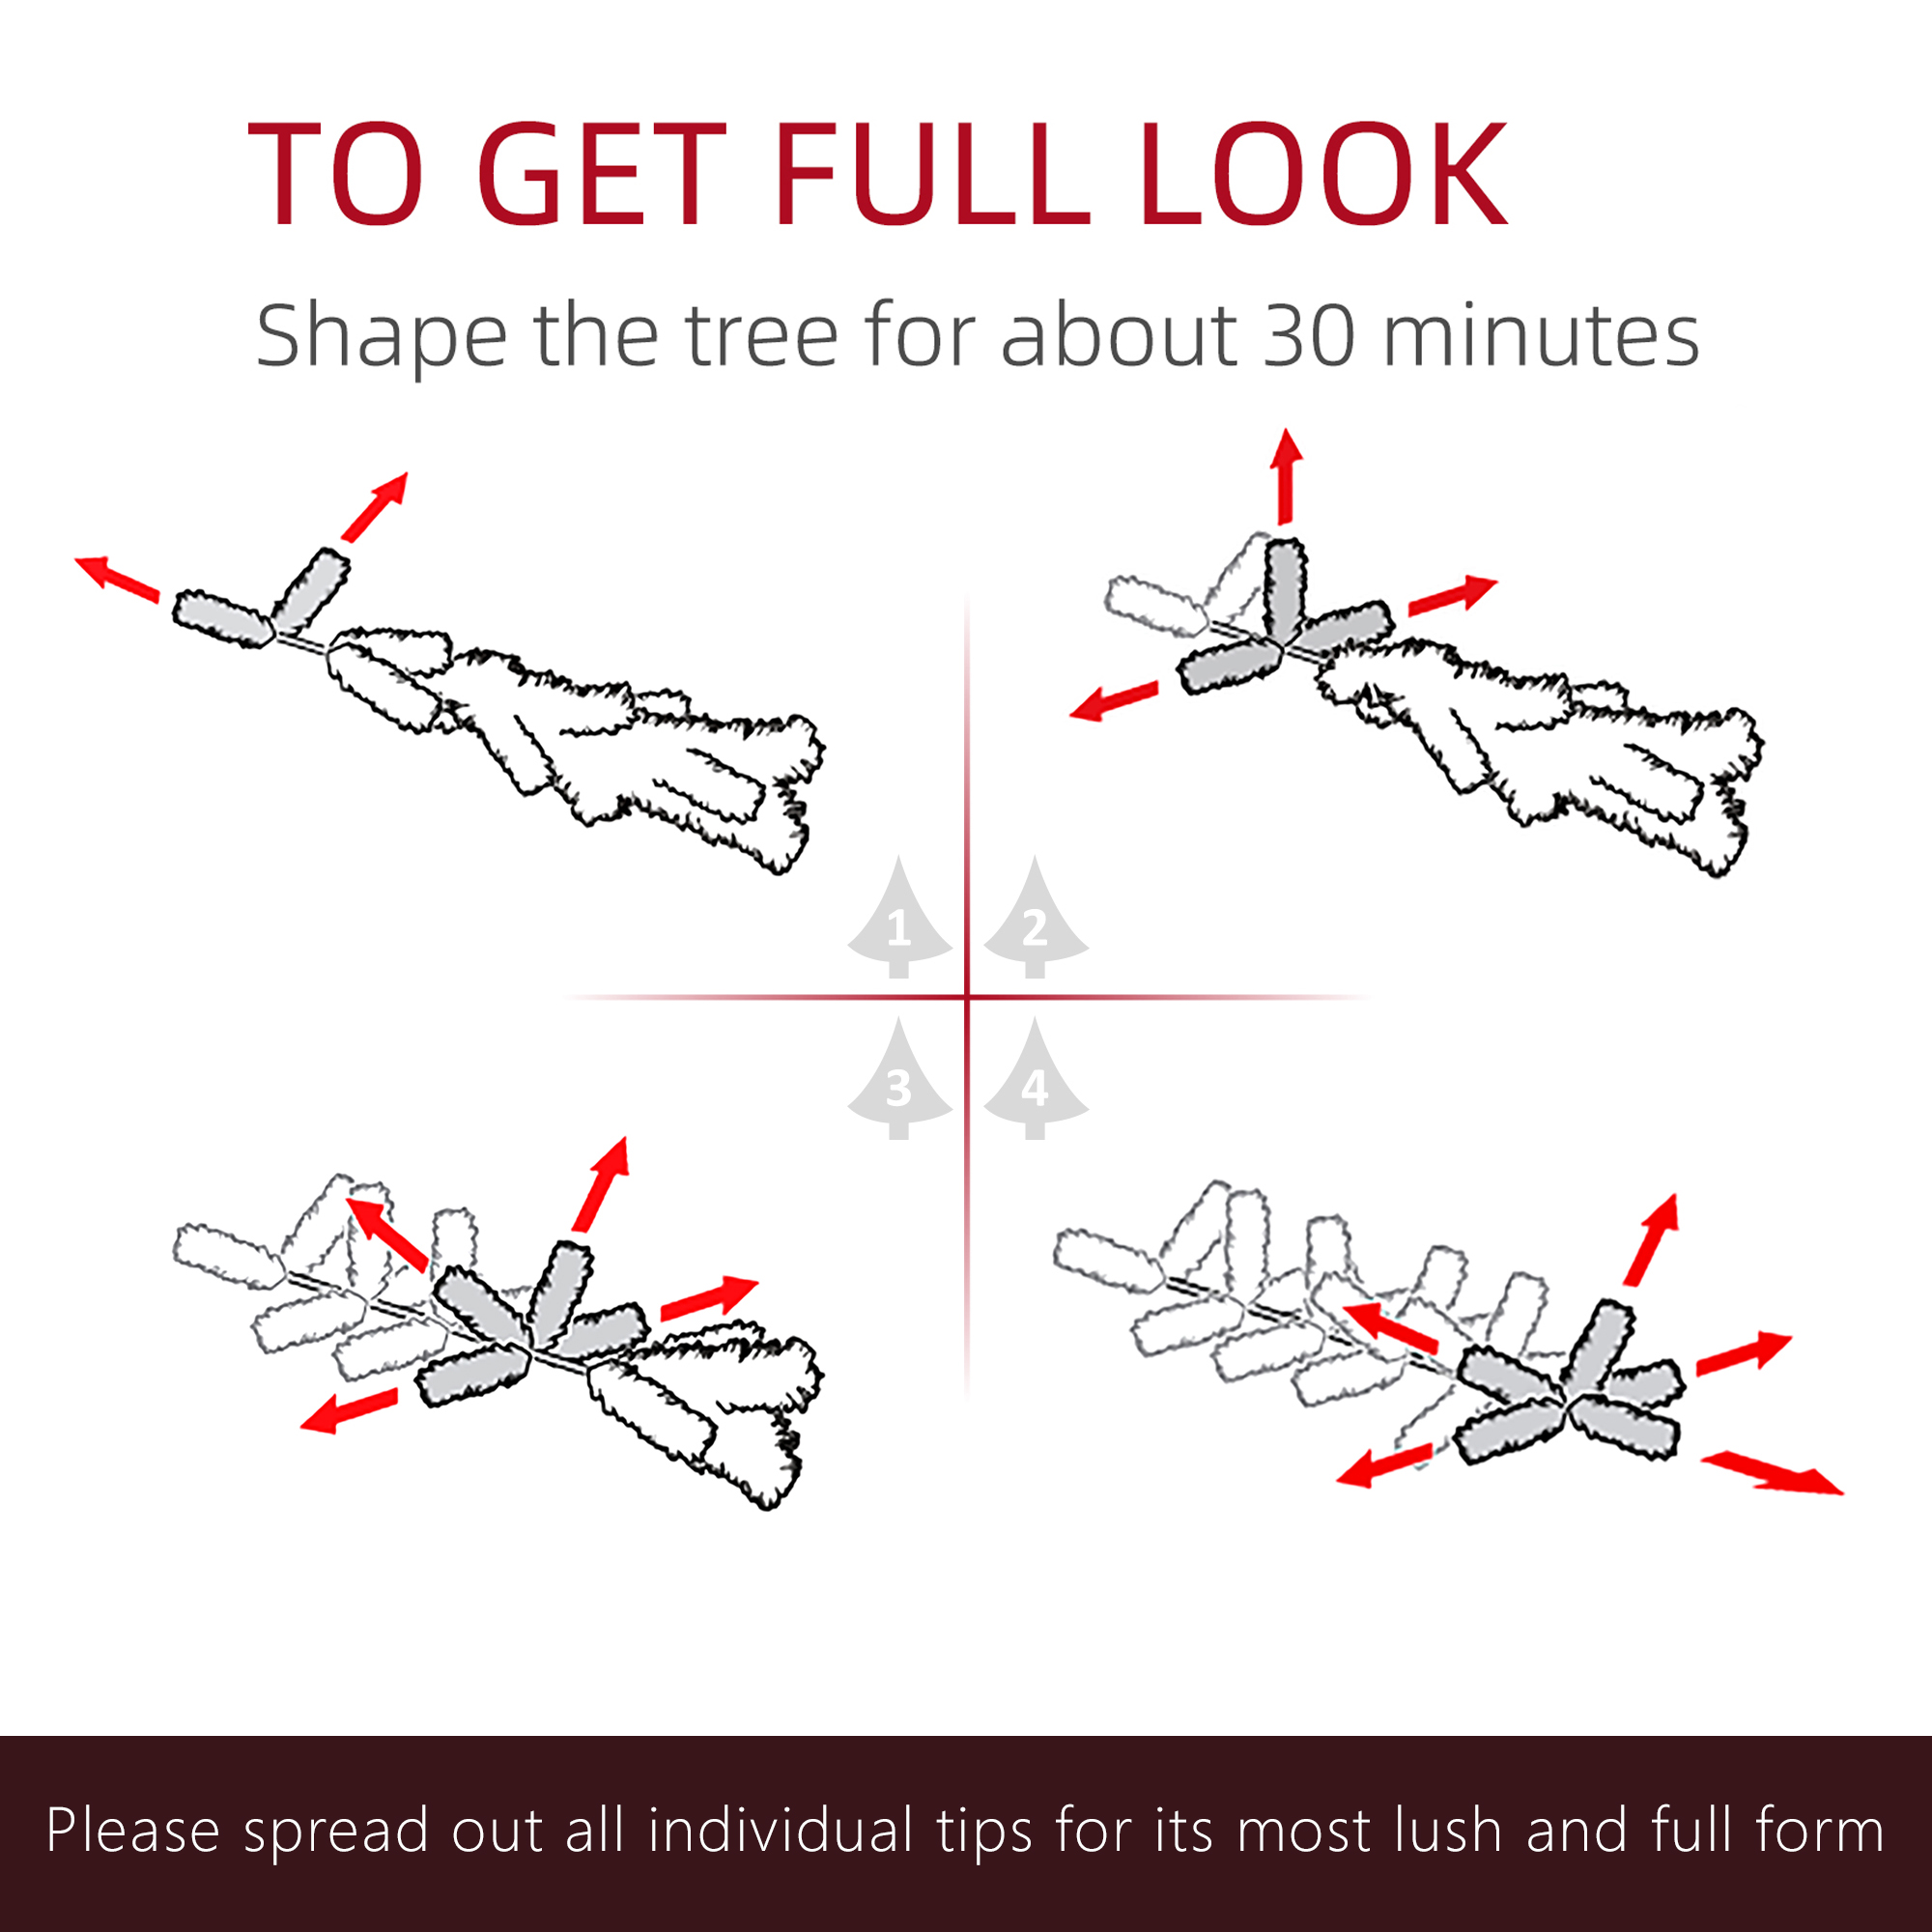 TO GET FULL LOOK
Shape the tree for about 30 minutes
1
2
3
4
Please spread out all individual tips for its most lush and full form